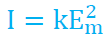 I = kE²ₘ